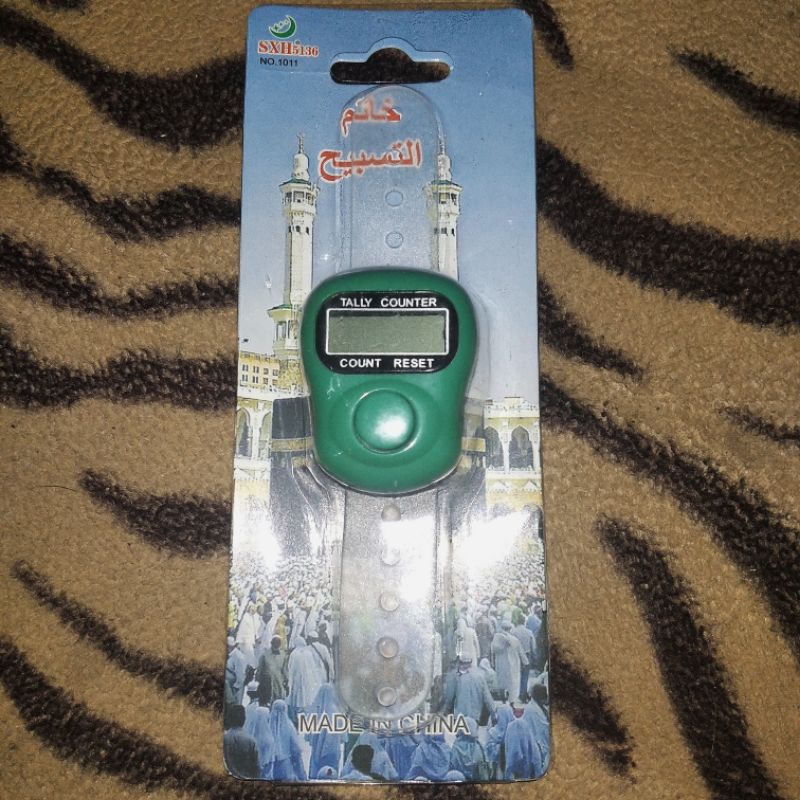 SXH5136
NO.1011
خاتم
التسبيح
TALLY COUNTER
COUNT RESET
MADE IN CHINA